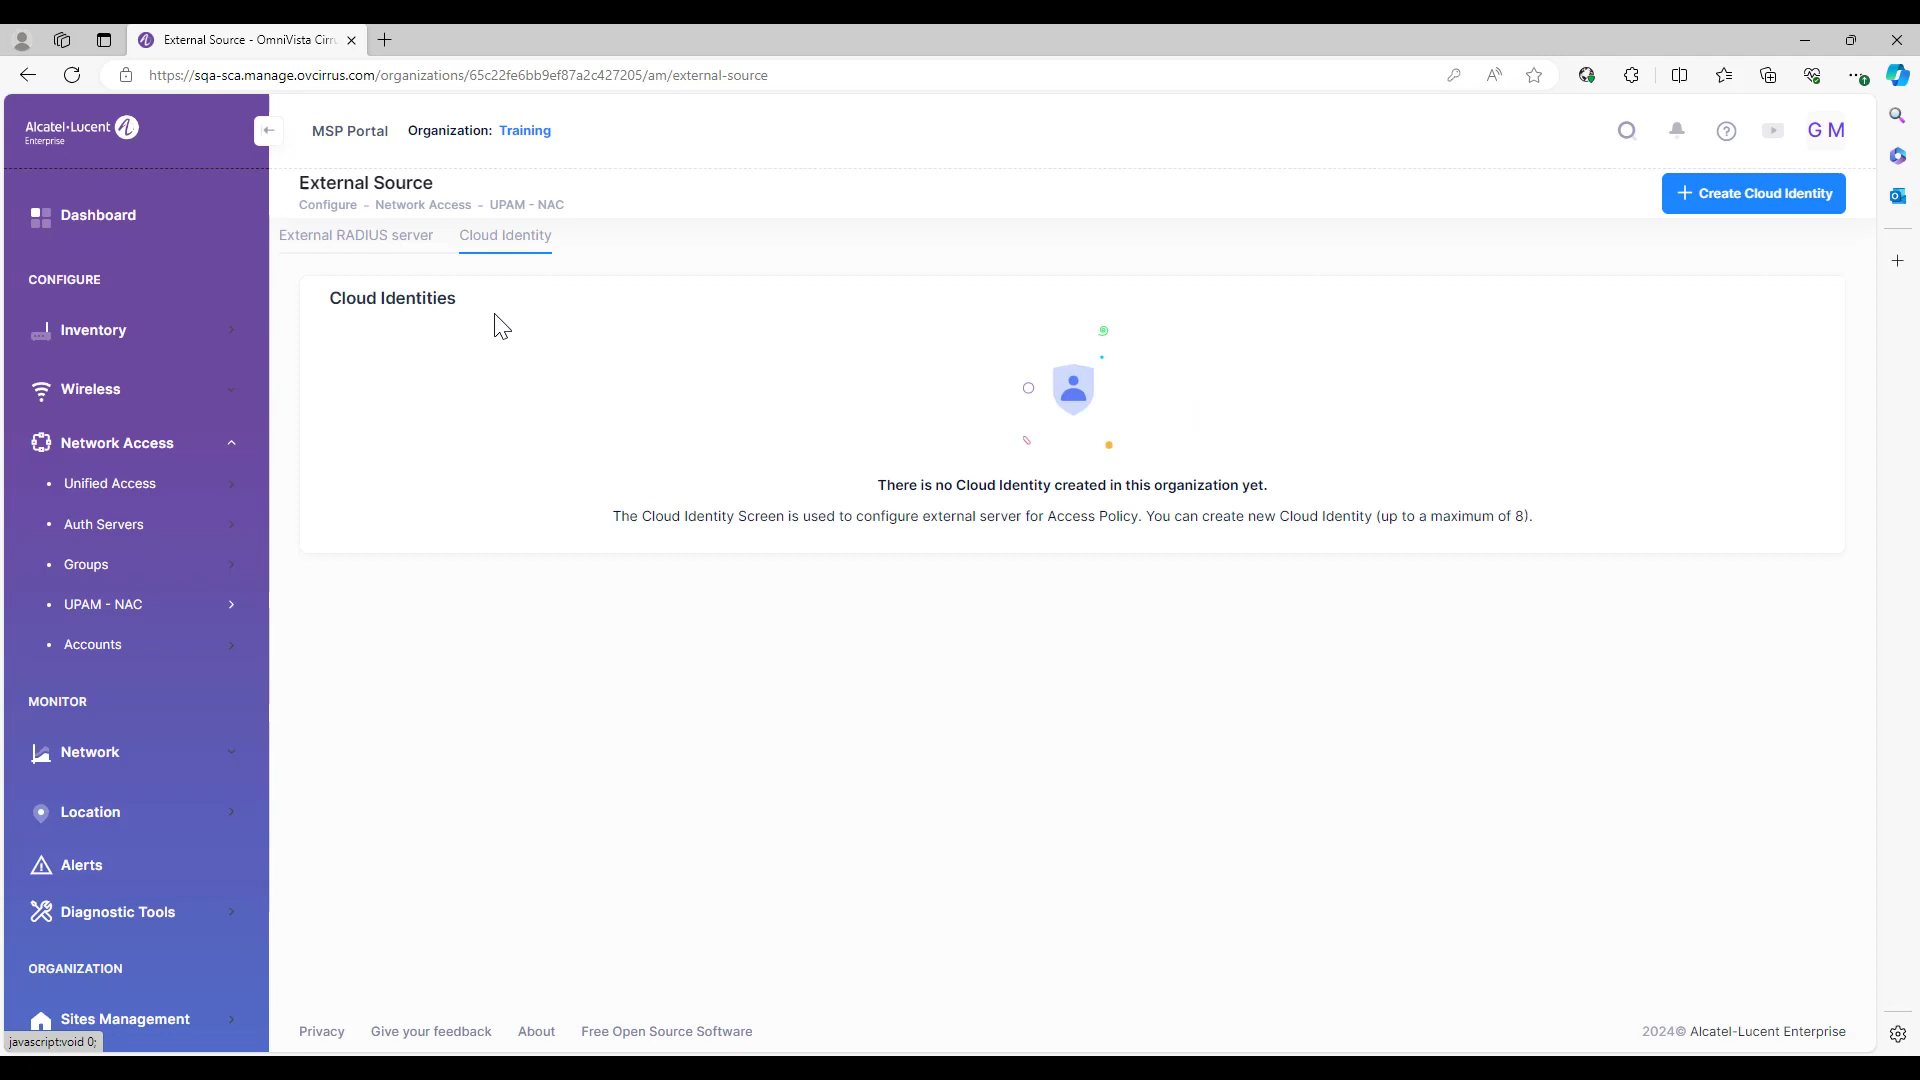 External Source - OmniVista Cirr
https://sqa-sca.manage.ovcirrus.com/organizations/65c22fe6bb9ef87a2c427205/am/external-source
Alcatel·Lucent
Enterprise
MSP Portal
Organization: Training
G M
External Source
Configure - Network Access - UPAM - NAC
+ Create Cloud Identity
External RADIUS server
Cloud Identity
Dashboard
CONFIGURE
Inventory
Wireless
Network Access
• Unified Access
• Auth Servers
• Groups
• UPAM - NAC
• Accounts
MONITOR
Network
Location
Alerts
Diagnostic Tools
ORGANIZATION
Sites Management
javascript:void 0;
Cloud Identities
There is no Cloud Identity created in this organization yet.
The Cloud Identity Screen is used to configure external server for Access Policy. You can create new Cloud Identity (up to a maximum of 8).
Privacy
Give your feedback
About
Free Open Source Software
2024© Alcatel-Lucent Enterprise